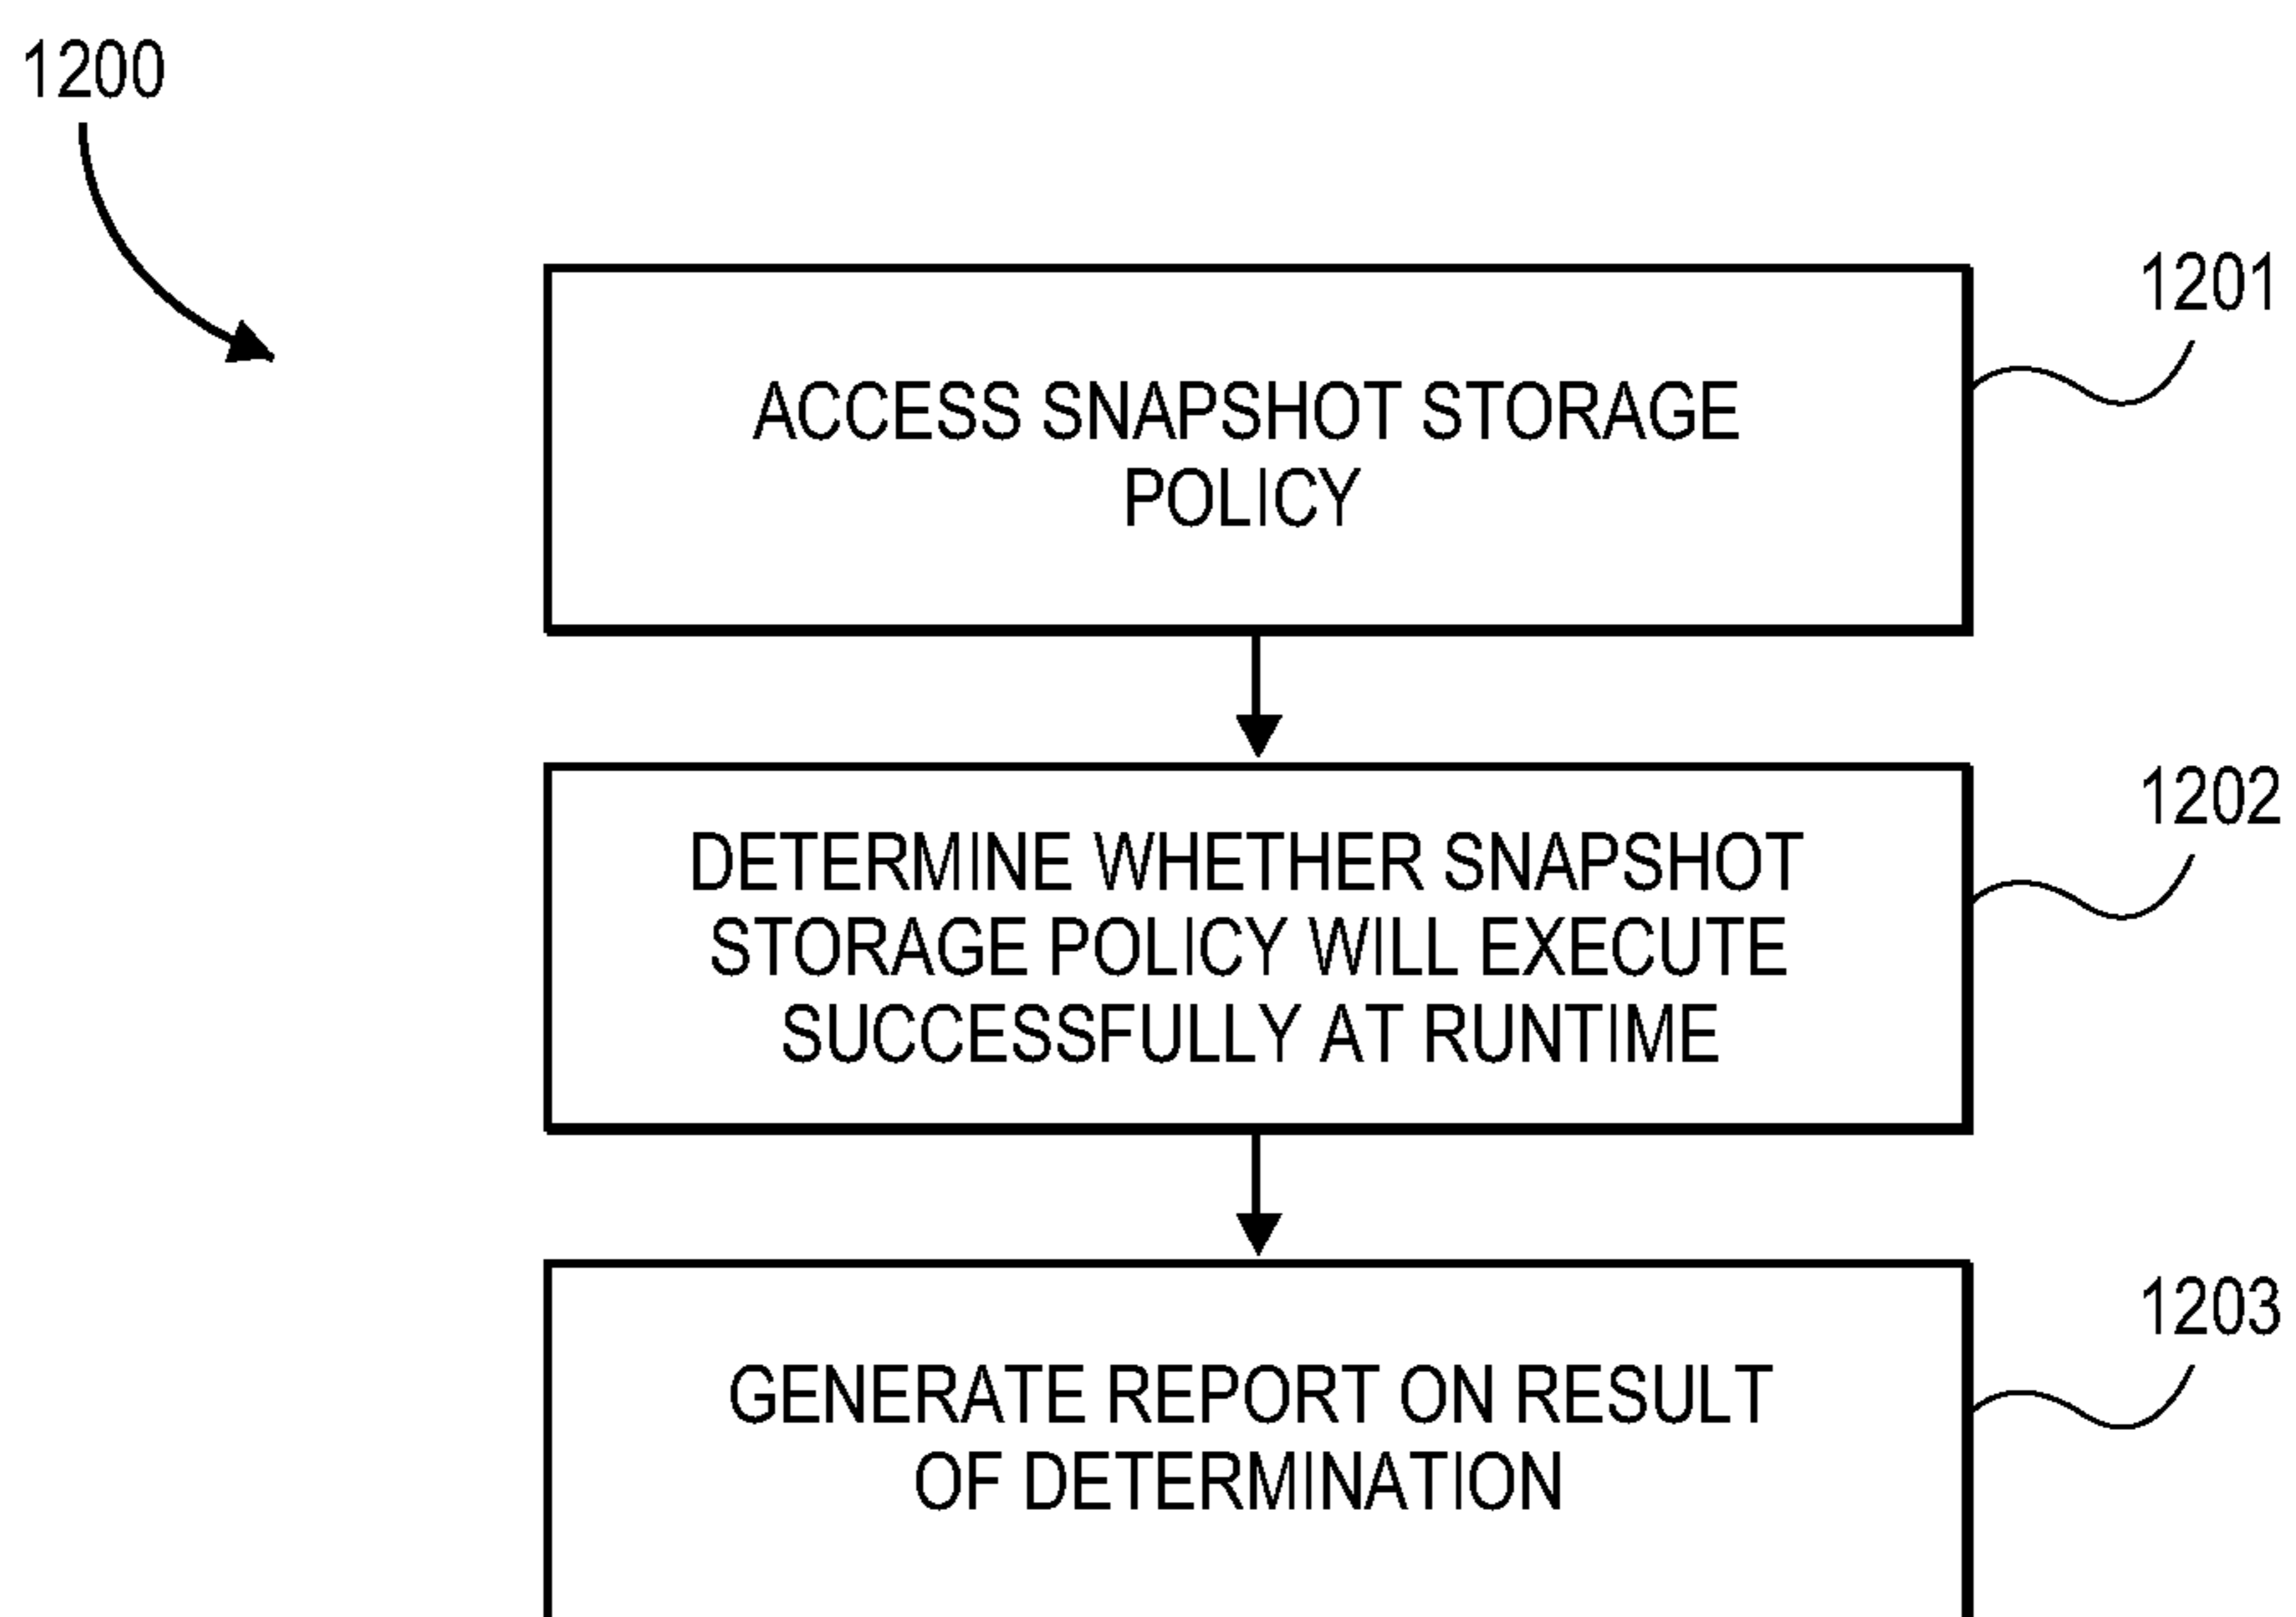 1200
1201
ACCESS SNAPSHOT STORAGE
POLICY
1202
DETERMINE WHETHER SNAPSHOT
STORAGE POLICY WILL EXECUTE
SUCCESSFULLY AT RUNTIME
1203
GENERATE REPORT ON RESULT
OF DETERMINATION